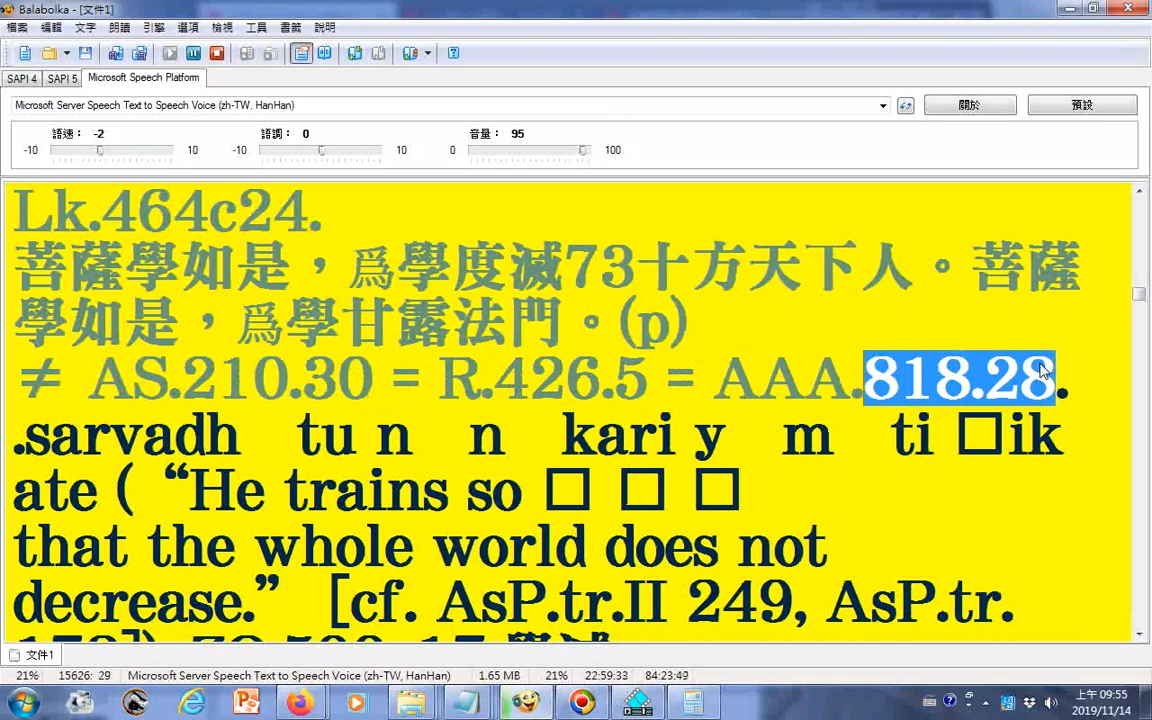 Balabolka - [文件1]
檔案 編輯 文字 朗讀 引擎 選項 檢視 工具 書籤 說明
SAPI 4 SAPI 5 Microsoft Speech Platform
Microsoft Server Speech Text to Speech Voice (zh-TW, HanHan) 關於 預設
語速： -2 語調： 0 音量： 95
-10 10 -10 10 0 100
Lk.464c24.
菩薩學如是，爲學度滅73十方天下人。菩薩
學如是，爲學甘露法門。(p)
≠ AS.210.30 = R.426.5 = AAA.818.28.
.sarvadh tu n n kari y m ti □ik
ate (“He trains so □ □ □
that the whole world does not
decrease.” [cf. AsP.tr.II 249, AsP.tr.
文件1
21% 15626: 29 Microsoft Server Speech Text to Speech Voice (zh-TW, HanHan) 1.65 MB 21% 22:59:33 84:23:49
上午 09:55
2019/11/14